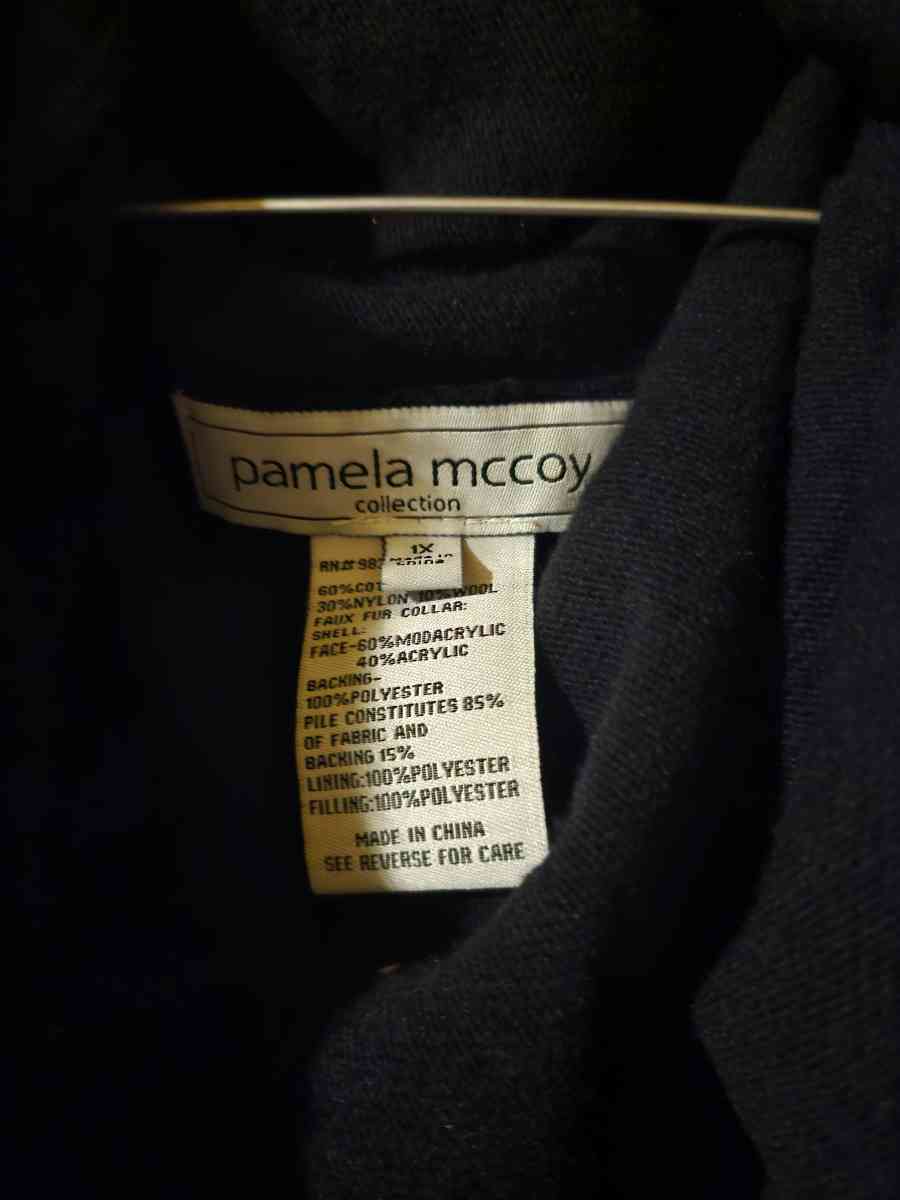 pamela mccoy
collection
1X
RN# 982
60%COT
30%NYLON 10%WOOL
FAUX FUR COLLAR:
SHELL:
FACE-60%MODACRYLIC
40%ACRYLIC
BACKING-
100%POLYESTER
PILE CONSTITUTES 85%
OF FABRIC AND
BACKING 15%
LINING:100%POLYESTER
FILLING:100%POLYESTER
MADE IN CHINA
SEE REVERSE FOR CARE